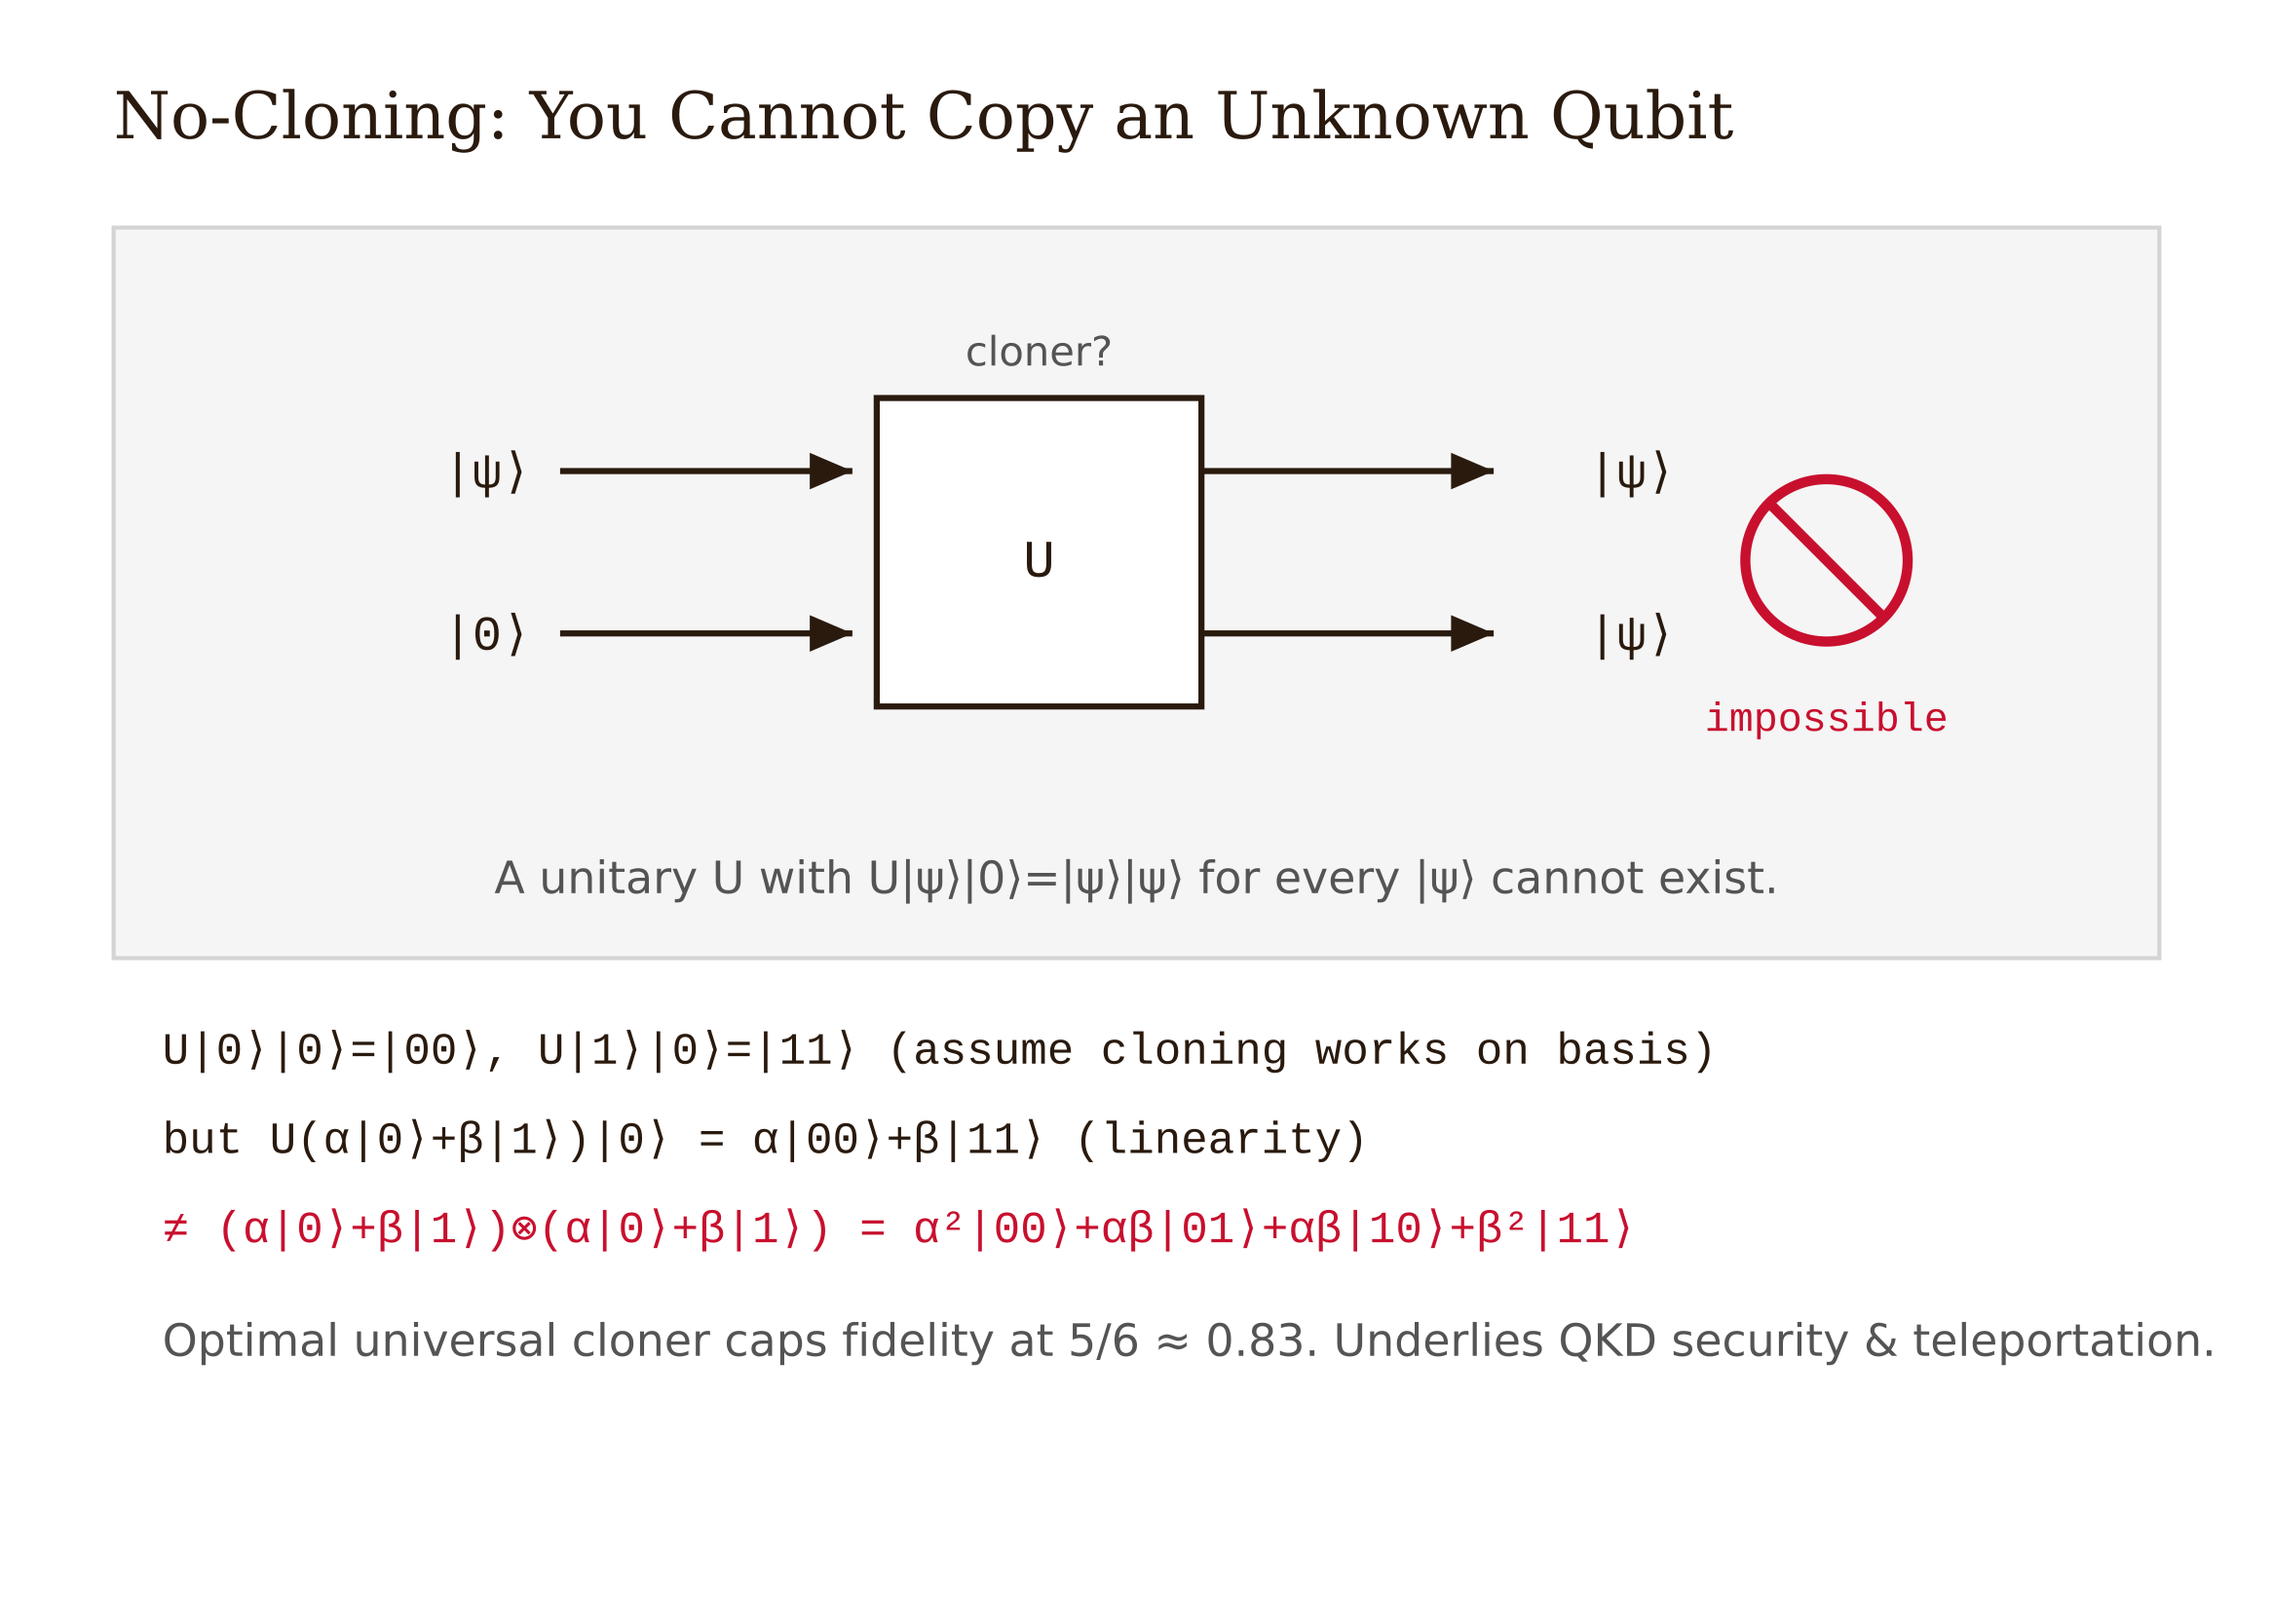 No-Cloning: You Cannot Copy an Unknown Qubit
cloner?
|ψ⟩
|ψ⟩
U
|0⟩
|ψ⟩
impossible
A unitary U with U|ψ⟩|0⟩=|ψ⟩|ψ⟩ for every |ψ⟩ cannot exist.
U|0⟩|0⟩=|00⟩, U|1⟩|0⟩=|11⟩ (assume cloning works on basis)
but U(α|0⟩+β|1⟩)|0⟩ = α|00⟩+β|11⟩ (linearity)
≠ (α|0⟩+β|1⟩)⊗(α|0⟩+β|1⟩) = α²|00⟩+αβ|01⟩+αβ|10⟩+β²|11⟩
Optimal universal cloner caps fidelity at 5/6 ≈ 0.83. Underlies QKD security & teleportation.